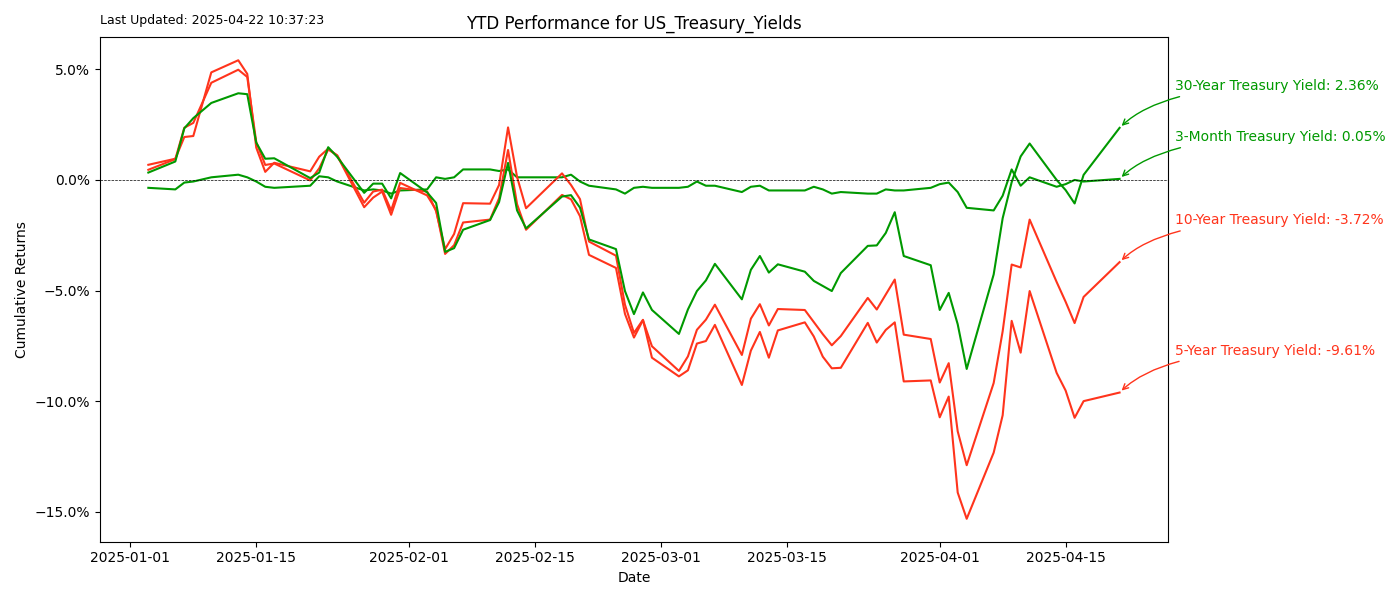 Last Updated: 2025-04-22 10:37:23
YTD Performance for US_Treasury_Yields
5.0%
0.0%
−5.0%
−10.0%
−15.0%
Cumulative Returns
30-Year Treasury Yield: 2.36%
3-Month Treasury Yield: 0.05%
10-Year Treasury Yield: -3.72%
5-Year Treasury Yield: -9.61%
2025-01-01 2025-01-15 2025-02-01 2025-02-15 2025-03-01 2025-03-15 2025-04-01 2025-04-15
Date